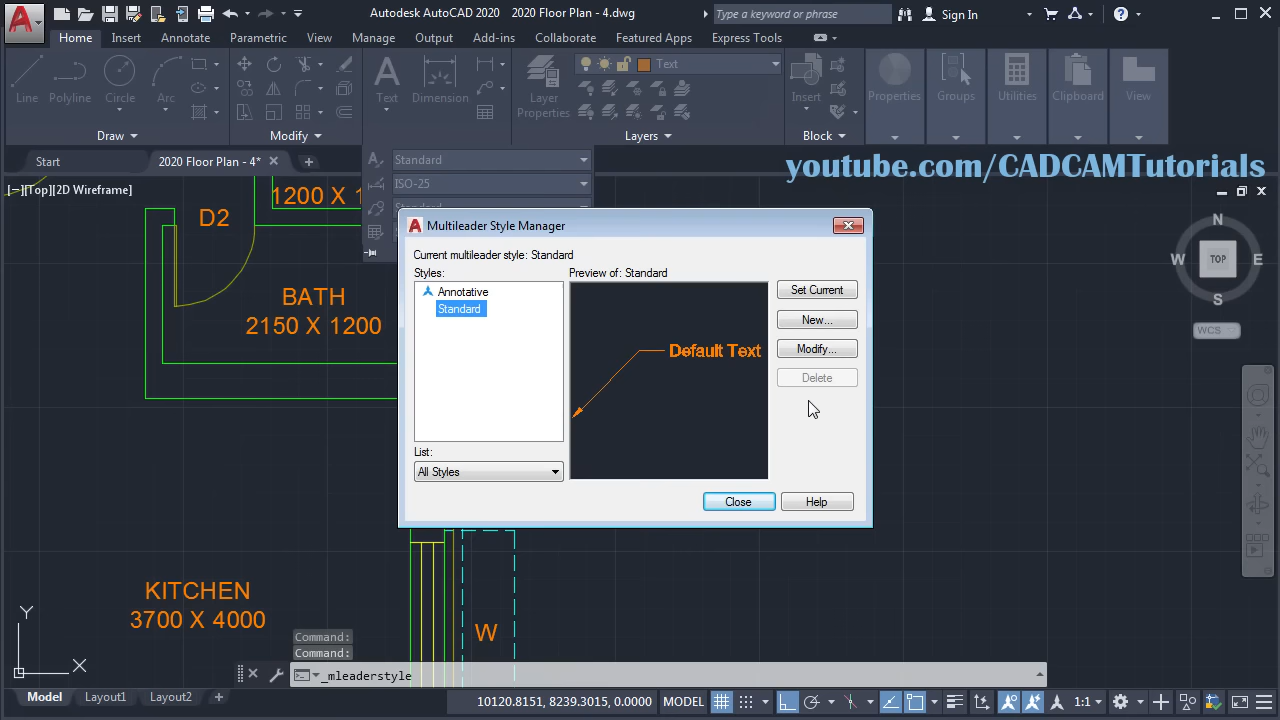 Autodesk AutoCAD 2020 2020 Floor Plan - 4.dwg
Type a keyword or phrase
Sign In
Home Insert Annotate Parametric View Manage Output Add-ins Collaborate Featured Apps Express Tools
Text
Line Polyline Circle Arc Text Dimension Layer Properties Insert Properties Groups Utilities Clipboard View
Draw Modify Layers Block
Start 2020 Floor Plan - 4* Standard
youtube.com/CADCAMTutorials
ISO-25
[−][Top][2D Wireframe]
1200 X 1
D2
N
W TOP E
S
WCS
Multileader Style Manager
Current multileader style: Standard
Styles:
Preview of: Standard
Annotative
Standard
Default Text
Set Current
New...
Modify...
Delete
List:
All Styles
Close
Help
BATH
2150 X 1200
KITCHEN
3700 X 4000
W
Y
X
Command:
Command:
_mleaderstyle
Model Layout1 Layout2 +
10120.8151, 8239.3015, 0.0000 MODEL 1:1